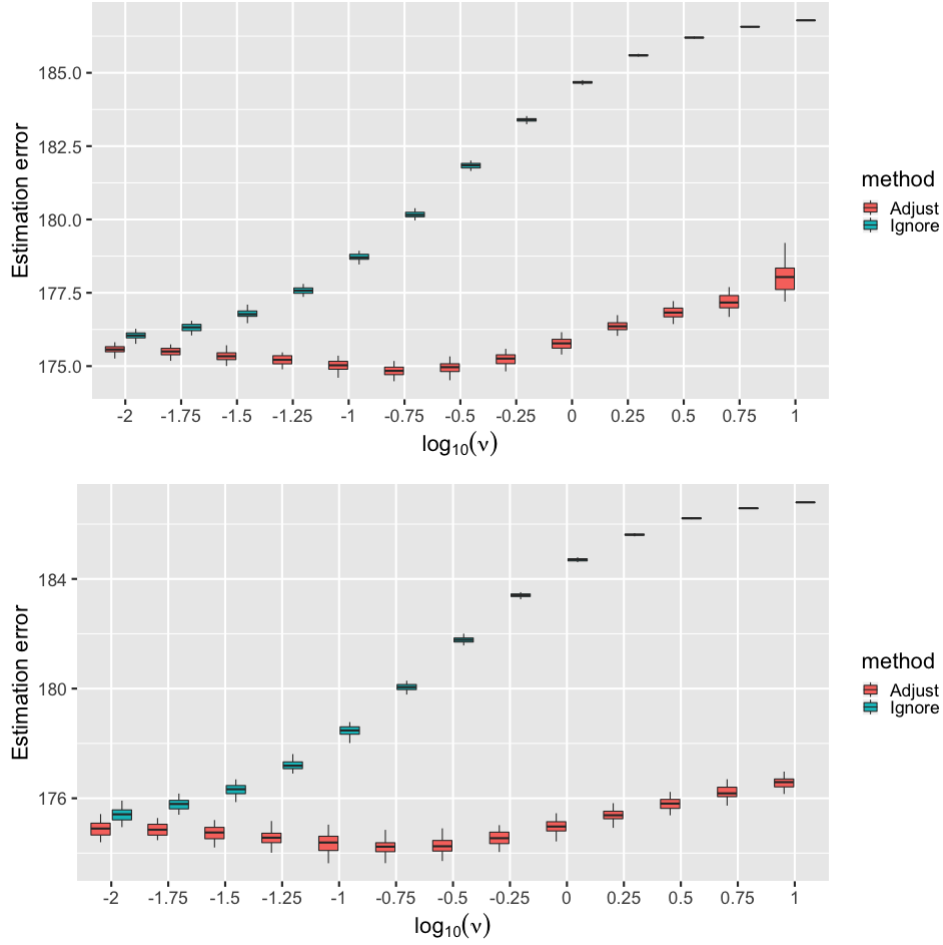 Estimation error
185.0
182.5
180.0
177.5
175.0
-2 -1.75 -1.5 -1.25 -1 -0.75 -0.5 -0.25 0 0.25 0.5 0.75 1
log₁₀(ν)
method
Adjust
Ignore
Estimation error
184
180
176
-2 -1.75 -1.5 -1.25 -1 -0.75 -0.5 -0.25 0 0.25 0.5 0.75 1
log₁₀(ν)
method
Adjust
Ignore